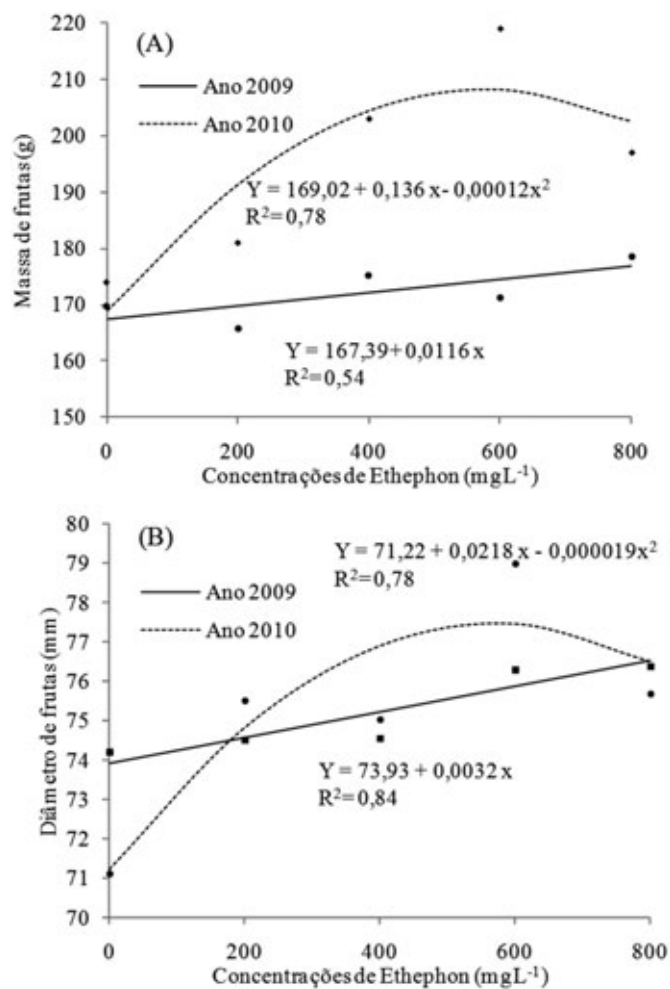 220
(A)
210
Ano 2009
200
Ano 2010
190
Y = 169,02 + 0,136 x- 0,00012x²
R²=0,78
180
170
Y = 167,39+ 0,0116 x
160
R²=0,54
150
0 200 400 600 800
Massa de frutas (g)
Concentrações de Ethephon (mg L⁻¹)
80
(B)
Y = 71,22 + 0,0218 x - 0,000019x²
79
R²=0,78
78
Ano 2009
77
Ano 2010
76
75
74
Y = 73,93 + 0,0032 x
73
R²=0,84
72
71
70
0 200 400 600 800
Diâmetro de frutas (mm)
Concentrações de Ethephon (mg L⁻¹)